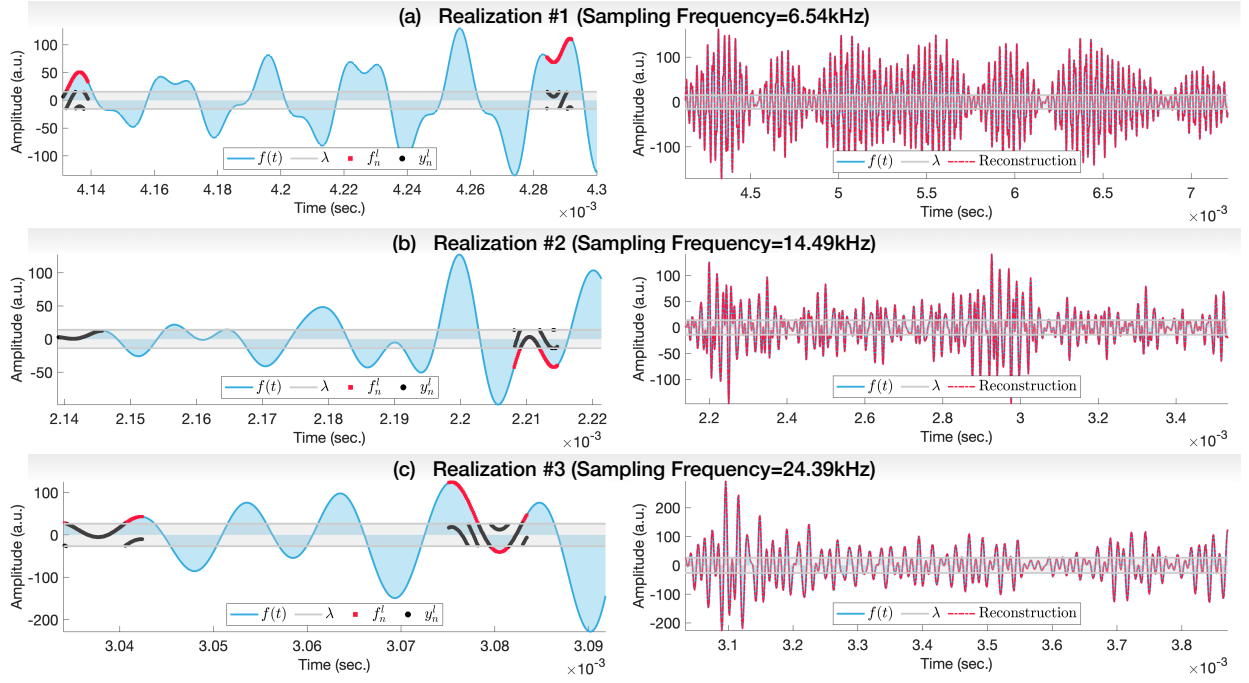 (a) Realization #1 (Sampling Frequency=6.54kHz)
Amplitude (a.u.)
100
50
0
-50
-100
f(t) λ f_n^l y_n^l
4.14 4.16 4.18 4.2 4.22 4.24 4.26 4.28 4.3
Time (sec.)
×10^-3
Amplitude (a.u.)
100
0
-100
f(t) λ Reconstruction
4.5 5 5.5 6 6.5 7
Time (sec.)
×10^-3
(b) Realization #2 (Sampling Frequency=14.49kHz)
Amplitude (a.u.)
100
50
0
-50
f(t) λ f_n^l y_n^l
2.14 2.15 2.16 2.17 2.18 2.19 2.2 2.21 2.22
Time (sec.)
×10^-3
Amplitude (a.u.)
100
50
0
-50
-100
f(t) λ Reconstruction
2.2 2.4 2.6 2.8 3 3.2 3.4
Time (sec.)
×10^-3
(c) Realization #3 (Sampling Frequency=24.39kHz)
Amplitude (a.u.)
100
0
-100
-200
f(t) λ f_n^l y_n^l
3.04 3.05 3.06 3.07 3.08 3.09
Time (sec.)
×10^-3
Amplitude (a.u.)
200
100
0
-100
-200
f(t) λ Reconstruction
3.1 3.2 3.3 3.4 3.5 3.6 3.7 3.8
Time (sec.)
×10^-3